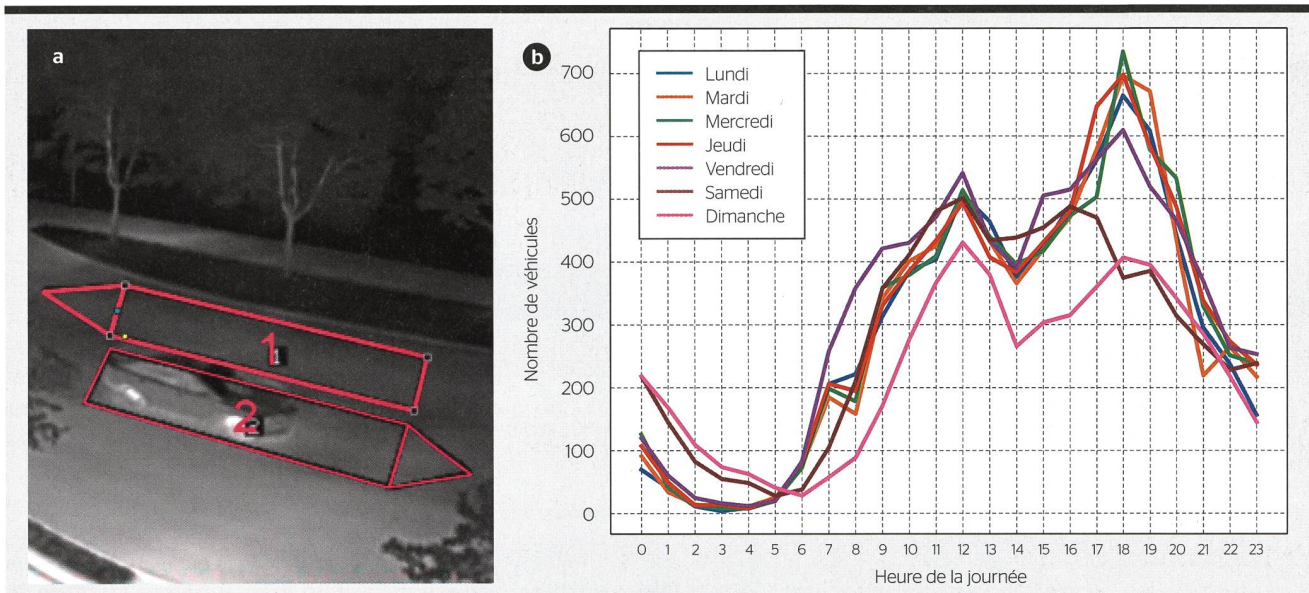 a
1
1
2
2
b
Nombre de véhicules
700
600
500
400
300
200
100
0
Lundi
Mardi
Mercredi
Jeudi
Vendredi
Samedi
Dimanche
0 1 2 3 4 5 6 7 8 9 10 11 12 13 14 15 16 17 18 19 20 21 22 23
Heure de la journée